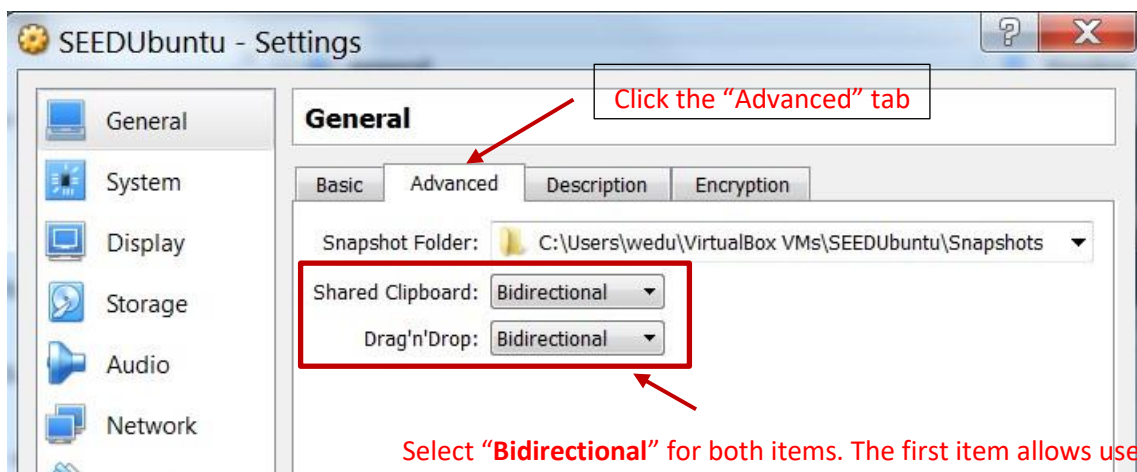 SEEDUbuntu - Settings
Click the “Advanced” tab
General
General
System
Display
Storage
Audio
Network
Basic Advanced Description Encryption
Snapshot Folder: C:\Users\wedu\VirtualBox VMs\SEEDUbuntu\Snapshots
Shared Clipboard: Bidirectional
Drag'n'Drop: Bidirectional
Select “Bidirectional” for both items. The first item allows use